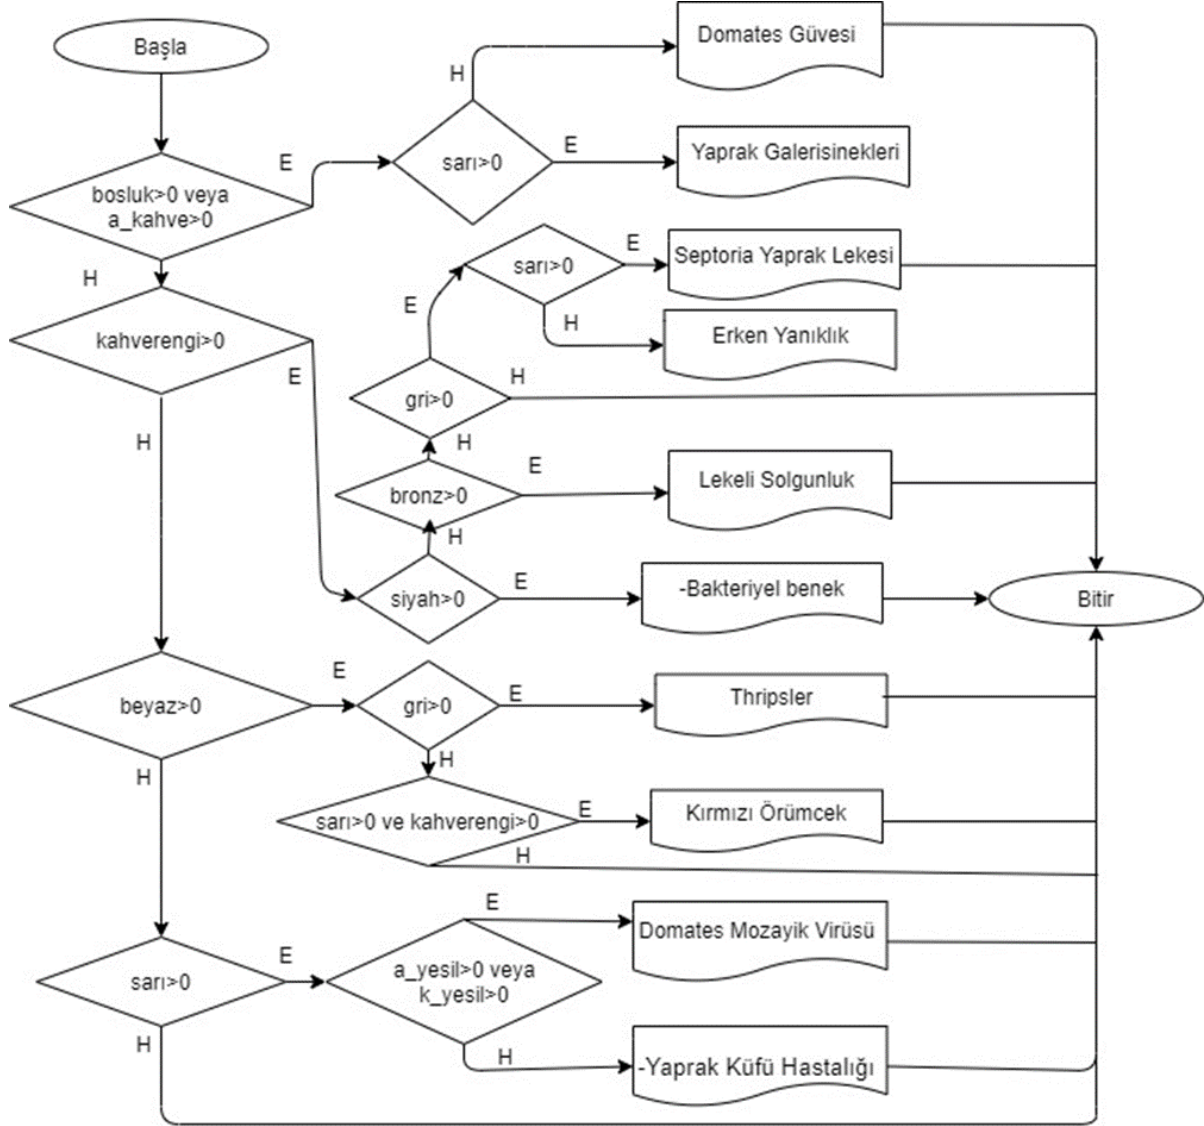 Başla
bosluk>0 veya
a_kahve>0
E
H
sarı>0
H
Domates Güvesi
E
Yaprak Galerisinekleri
kahverengi>0
E
H
sarı>0
E
Septoria Yaprak Lekesi
H
Erken Yanıklık
E
gri>0
H
H
bronz>0
E
Lekeli Solgunluk
H
siyah>0
E
-Bakteriyel benek
Bitir
beyaz>0
E
H
gri>0
E
Thripsler
H
sarı>0 ve kahverengi>0
E
Kırmızı Örümcek
H
sarı>0
E
H
a_yesil>0 veya
k_yesil>0
E
Domates Mozayik Virüsü
H
-Yaprak Küfü Hastalığı